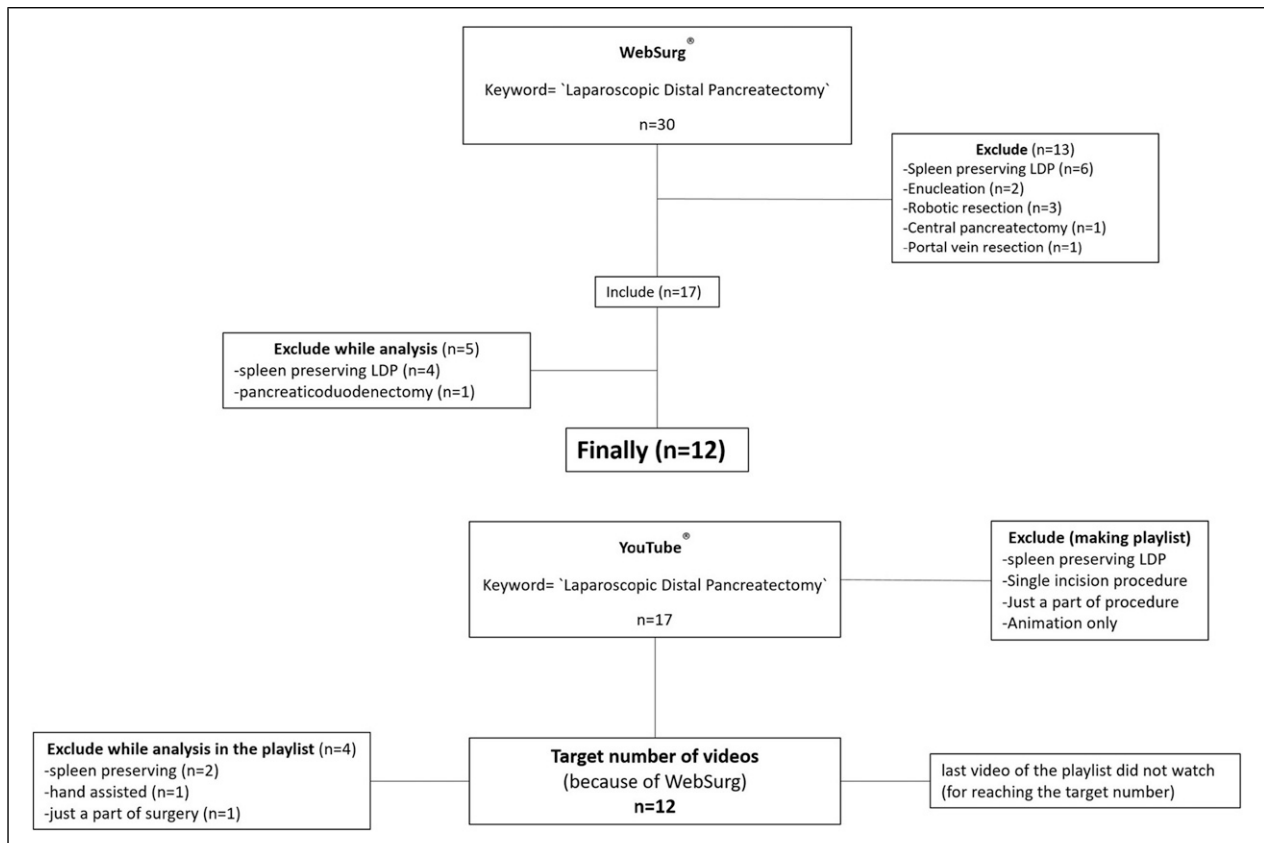 WebSurg®
Keyword= `Laparoscopic Distal Pancreatectomy`
n=30
Exclude (n=13)
-Spleen preserving LDP (n=6)
-Enucleation (n=2)
-Robotic resection (n=3)
-Central pancreatectomy (n=1)
-Portal vein resection (n=1)
Include (n=17)
Exclude while analysis (n=5)
-spleen preserving LDP (n=4)
-pancreaticoduodenectomy (n=1)
Finally (n=12)
YouTube®
Keyword= `Laparoscopic Distal Pancreatectomy`
n=17
Exclude (making playlist)
-spleen preserving LDP
-Single incision procedure
-Just a part of procedure
-Animation only
Exclude while analysis in the playlist (n=4)
-spleen preserving (n=2)
-hand assisted (n=1)
-just a part of surgery (n=1)
Target number of videos
(because of WebSurg)
n=12
last video of the playlist did not watch
(for reaching the target number)